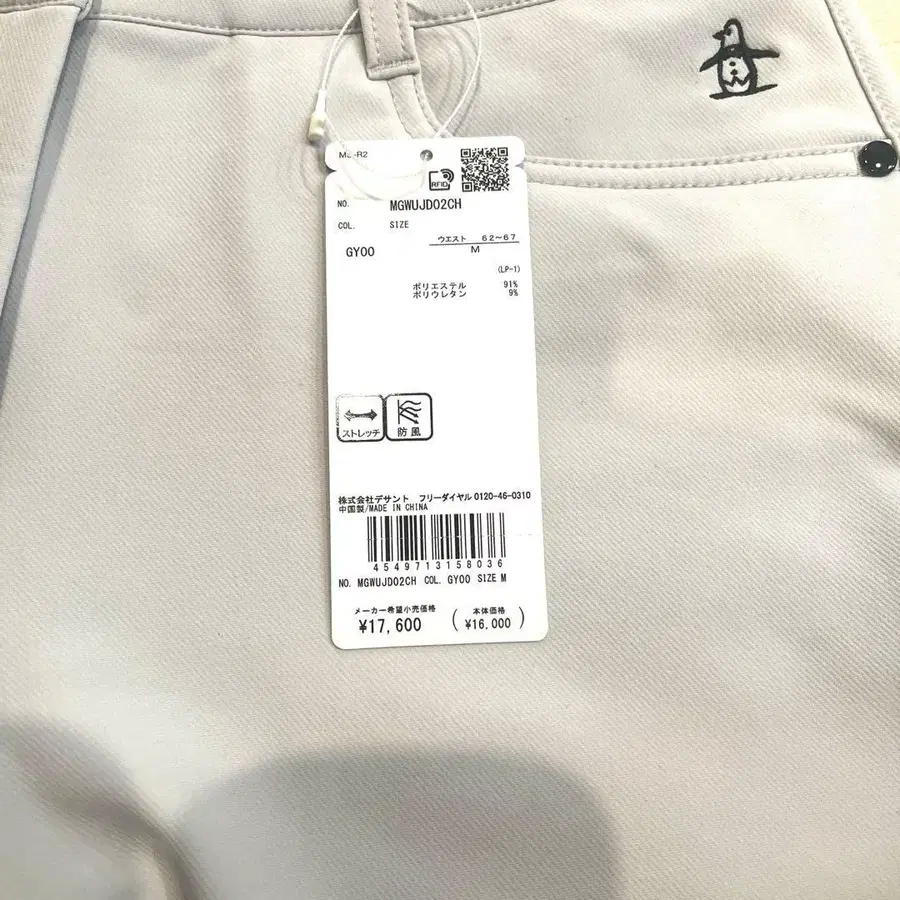 RFID
NO. MGWUJD02CH
COL. SIZE
GY00 ウエスト 62～67
M
(LP-1)
ポリエステル 91%
ポリウレタン 9%
ストレッチ 防風
株式会社デサント フリーダイヤル 0120-46-0310
中国製/MADE IN CHINA
4549713158036
NO. MGWUJD02CH COL. GY00 SIZE M
メーカー希望小売価格 本体価格
¥17,600 (¥16,000)